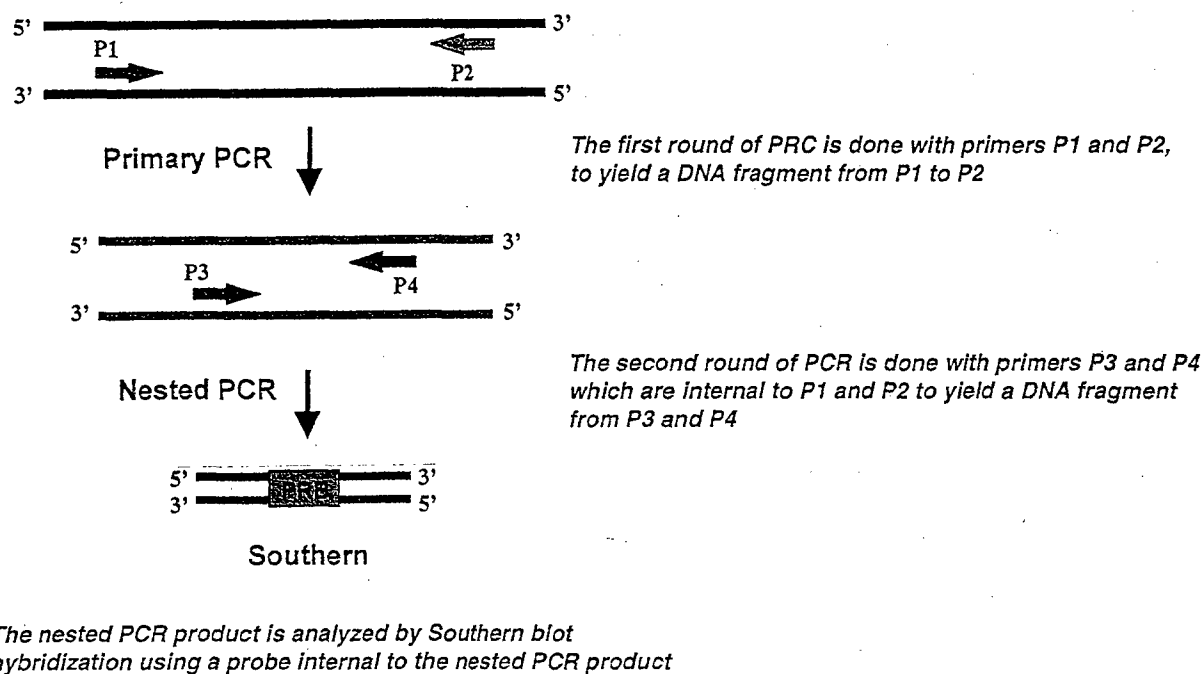 5' 3'
P1
P2
3' 5'
Primary PCR
The first round of PRC is done with primers P1 and P2,
to yield a DNA fragment from P1 to P2
5' 3'
P3
P4
3' 5'
Nested PCR
The second round of PCR is done with primers P3 and P4
which are internal to P1 and P2 to yield a DNA fragment
from P3 and P4
5' 3'
3' 5'
Southern
The nested PCR product is analyzed by Southern blot
hybridization using a probe internal to the nested PCR product